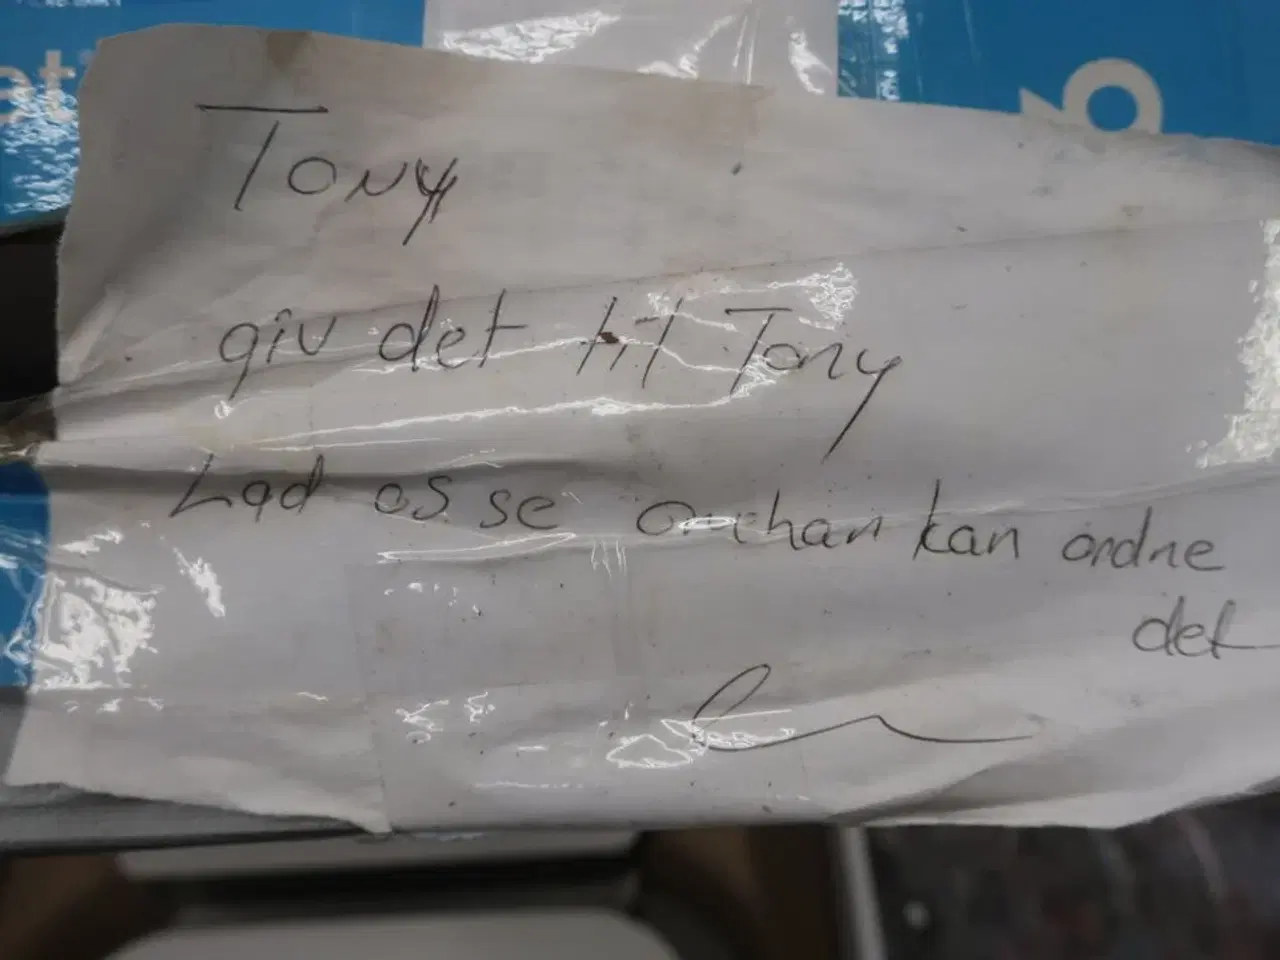 Tony
giv det til Tony
Lad os se om han kan ordne
det